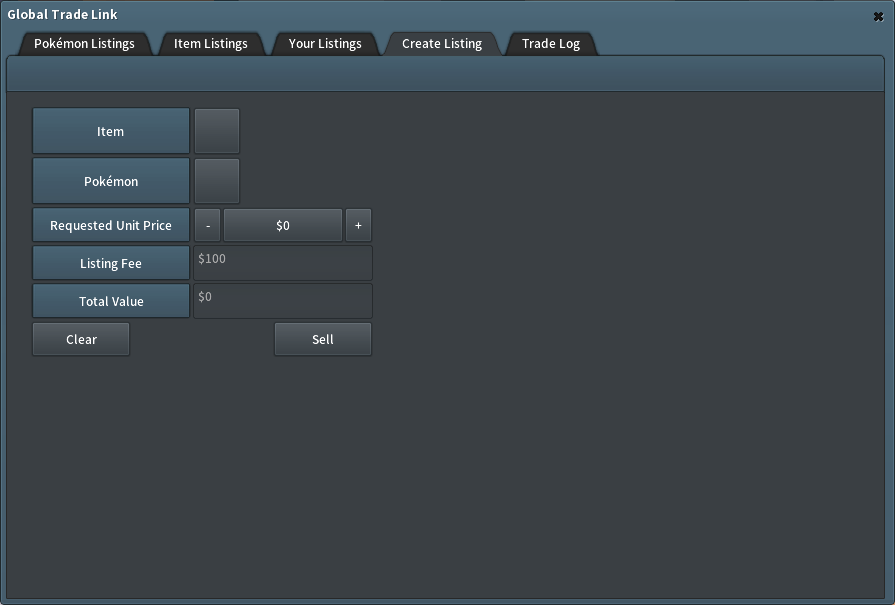 Global Trade Link
Pokémon Listings Item Listings Your Listings Create Listing Trade Log
Item
Pokémon
Requested Unit Price - $0 +
Listing Fee $100
Total Value $0
Clear Sell